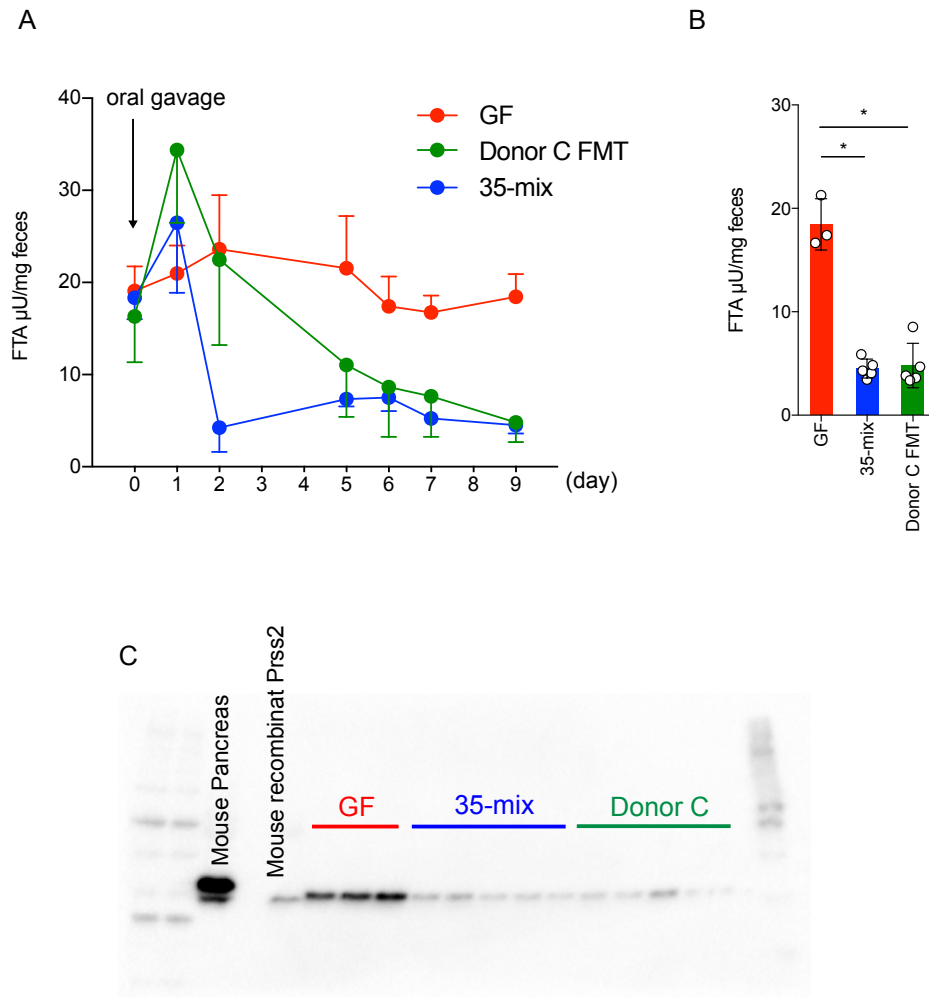 A
oral gavage
GF
Donor C FMT
35-mix
FTA µU/mg feces
40
30
20
10
0
0 1 2 3 4 5 6 7 8 9 (day)
B
FTA µU/mg feces
30
20
10
0
*
*
GF
35-mix
Donor C FMT
C
Mouse Pancreas
Mouse recombinat Prss2
GF
35-mix
Donor C